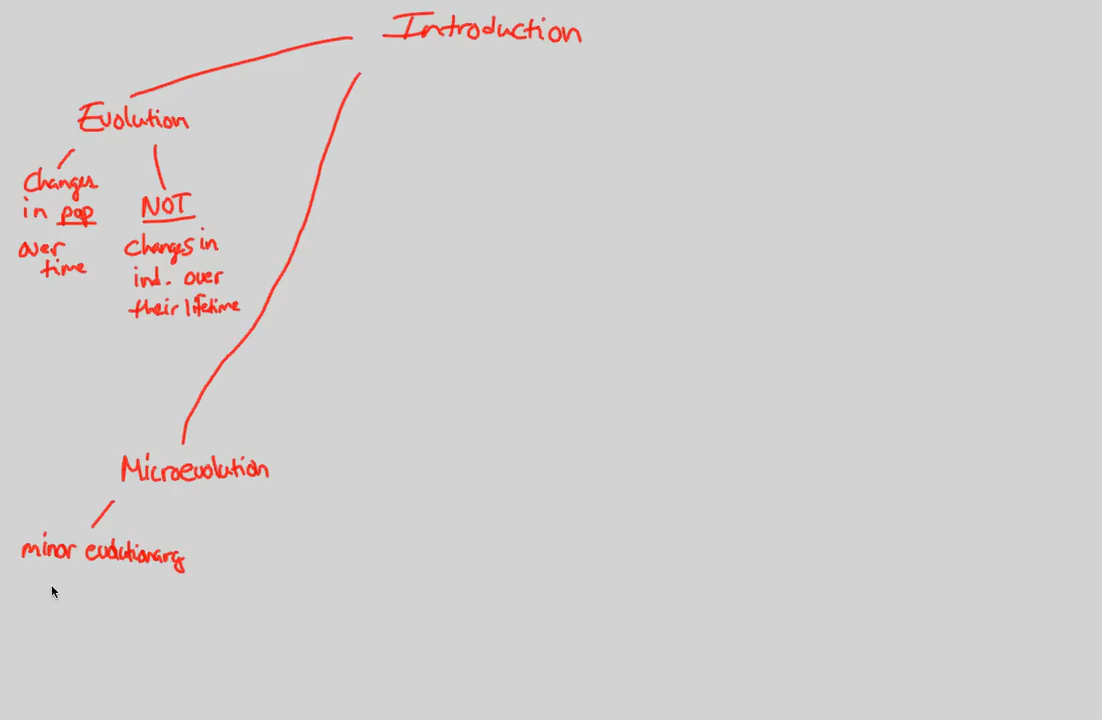 Introduction
Evolution
Changes
in pop
over
time
NOT
changes in
ind. over
their lifetime
Microevolution
minor evolutionary